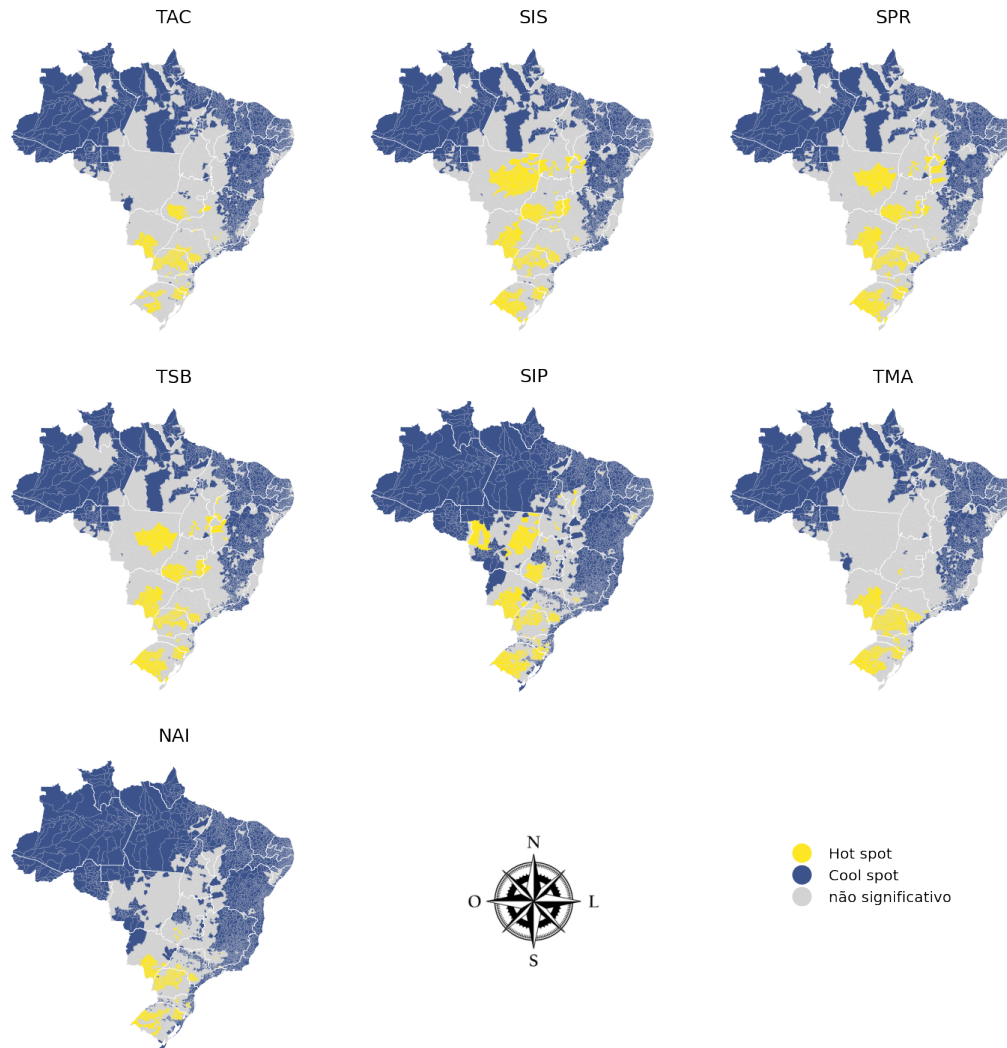 TAC
SIS
SPR
TSB
SIP
TMA
NAI
N
O
L
S
Hot spot
Cool spot
não significativo